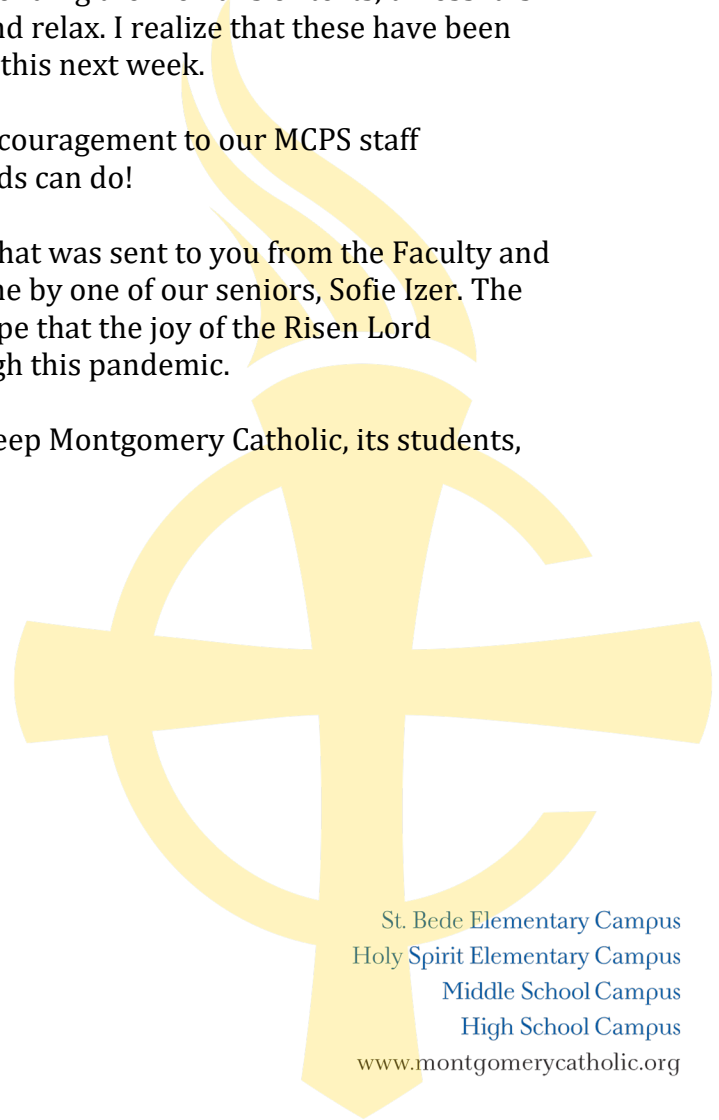 nd relax. I realize that these have been
this next week.
couragement to our MCPS staff
ds can do!
hat was sent to you from the Faculty and
ne by one of our seniors, Sofie Izer. The
pe that the joy of the Risen Lord
gh this pandemic.
eep Montgomery Catholic, its students,
St. Bede Elementary Campus
Holy Spirit Elementary Campus
Middle School Campus
High School Campus
www.montgomerycatholic.org